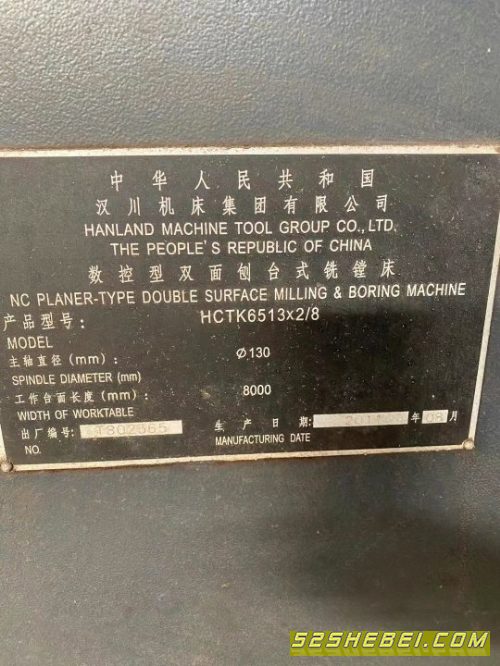 中华人民共和国
汉川机床集团有限公司
HANLAND MACHINE TOOL GROUP CO.,LTD.
THE PEOPLE'S REPUBLIC OF CHINA
数控型双面刨台式铣镗床
NC PLANER-TYPE DOUBLE SURFACE MILLING & BORING MACHINE
产品型号: HCTK6513x2/8
MODEL
主轴直径(mm): Ø130
SPINDLE DIAMETER (mm)
工作台面长度(mm): 8000
WIDTH OF WORKTABLE
出厂编号: 生产日期: 年08月
NO. MANUFACTURING DATE
52SHEBEI.COM